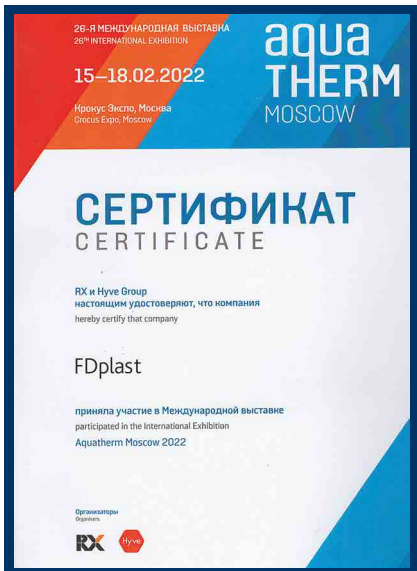 26-Я МЕЖДУНАРОДНАЯ ВЫСТАВКА
26TH INTERNATIONAL EXHIBITION
15–18.02.2022
Крокус Экспо, Москва
Crocus Expo, Moscow
aqua
THERM
MOSCOW
СЕРТИФИКАТ
CERTIFICATE
RX и Hyve Group
настоящим удостоверяют, что компания
hereby certify that company
FDplast
приняла участие в Международной выставке
participated in the International Exhibition
Aquatherm Moscow 2022
Организаторы
Organisers
RX Hyve